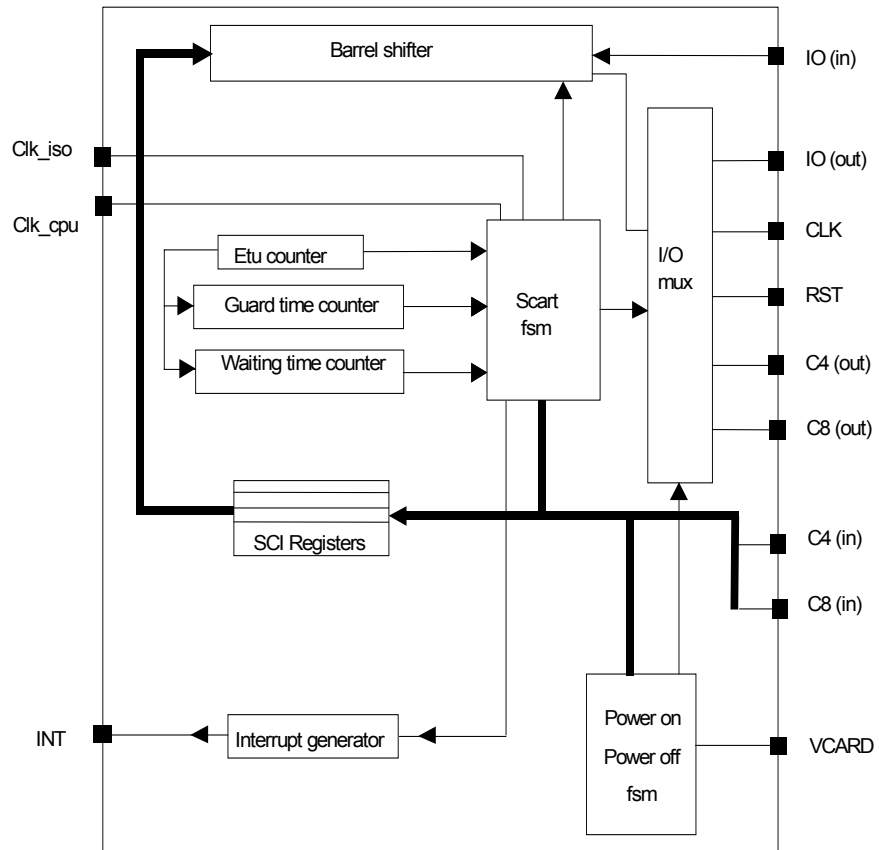 Barrel shifter
IO (in)
Clk_iso
IO (out)
Clk_cpu
CLK
Etu counter
I/O
mux
Guard time counter
Scart
fsm
RST
Waiting time counter
C4 (out)
C8 (out)
SCI Registers
C4 (in)
C8 (in)
INT
Interrupt generator
Power on
Power off
fsm
VCARD